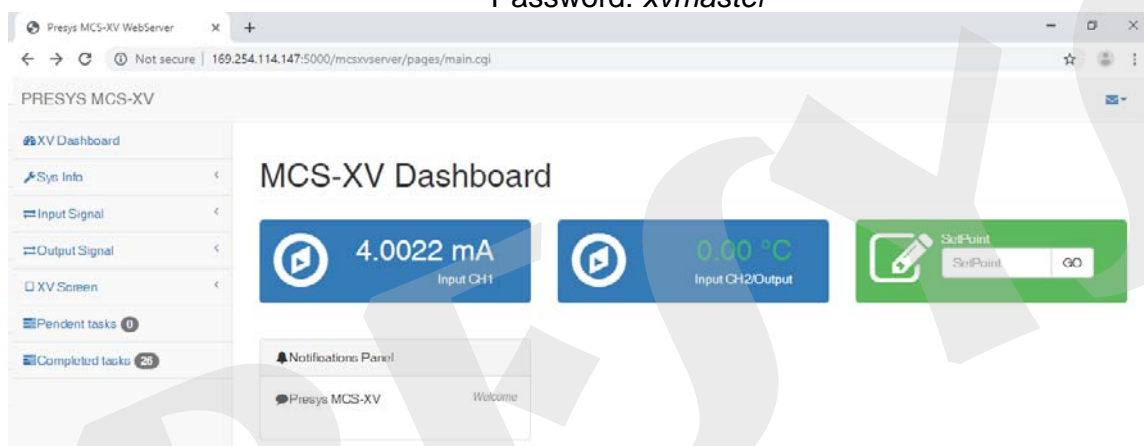 Password: xvmaster
Presys MCS-XV WebServer
Not secure | 169.254.114.147:5000/mcsxvserver/pages/main.cgi
PRESYS MCS-XV
XV Dashboard
Sys Info
Input Signal
Output Signal
XV Screen
Pendent tasks 0
Completed tasks 26
MCS-XV Dashboard
4.0022 mA
Input CH1
0.00 °C
Input CH2/Output
SetPoint
SetPoint GO
Notifications Panel
Presys MCS-XV Welcome